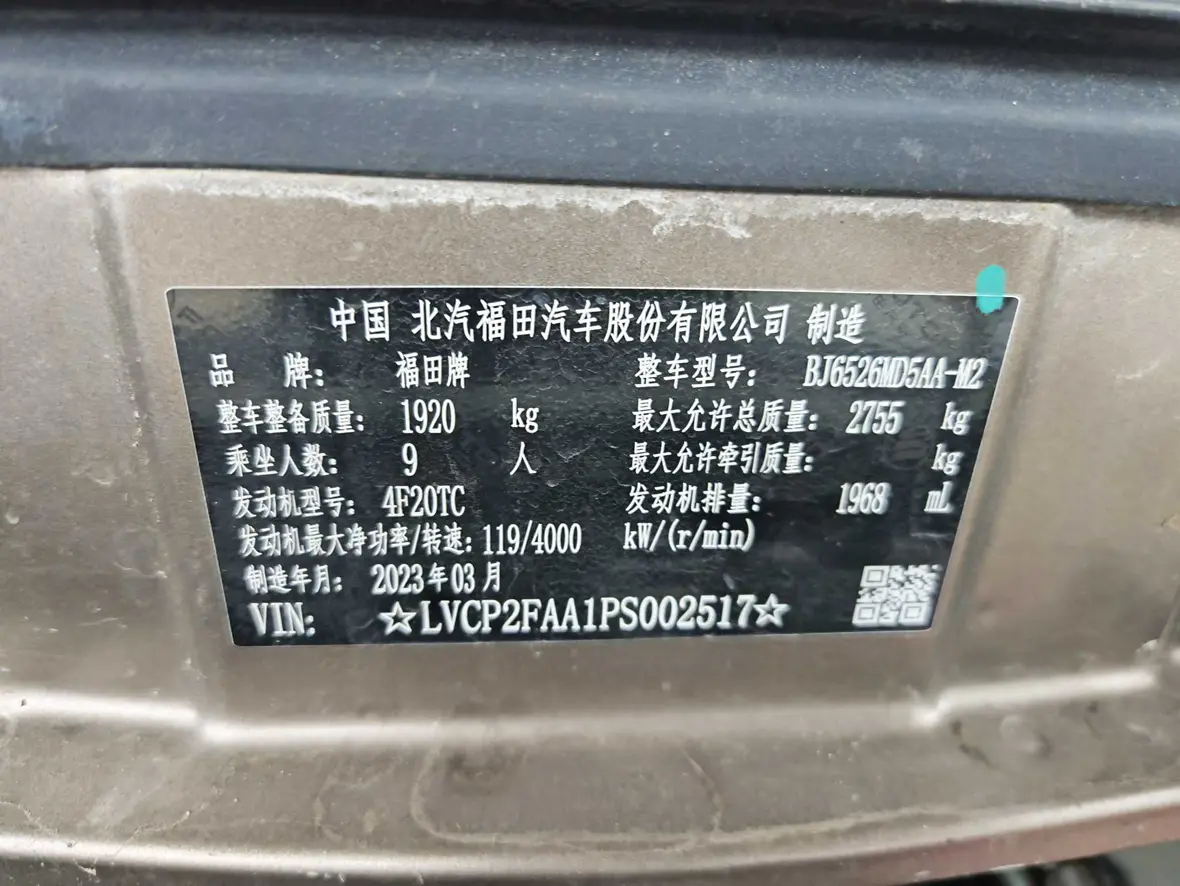 中国 北汽福田汽车股份有限公司 制造
品 牌: 福田牌 整车型号: BJ6526MD5AA-M2
整车整备质量: 1920 kg 最大允许总质量: 2755 kg
乘坐人数: 9 人 最大允许牵引质量: kg
发动机型号: 4F20TC 发动机排量: 1968 mL
发动机最大净功率/转速: 119/4000 kW/(r/min)
制造年月: 2023年03月
VIN: ☆LVCP2FAA1PS002517☆